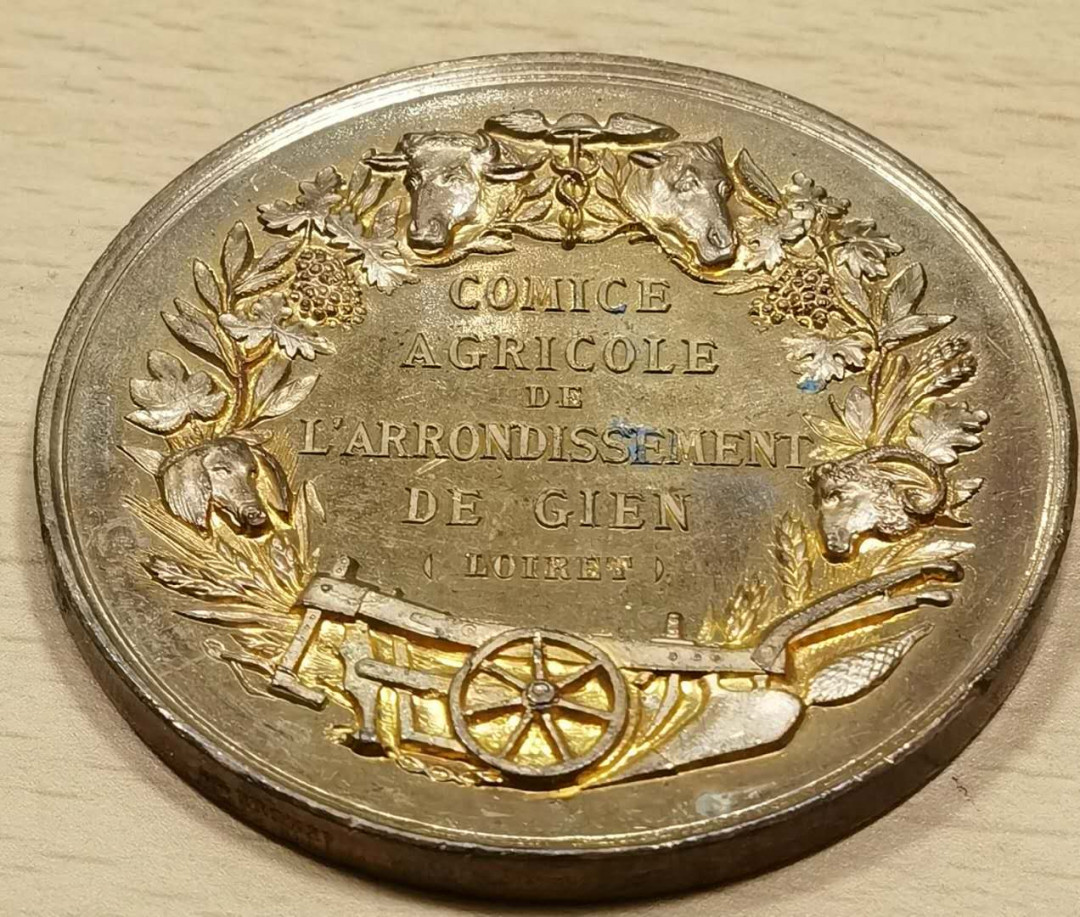 COMICE
AGRICOLE
DE
L'ARRONDISSEMENT
DE GIEN
( LOIRET )